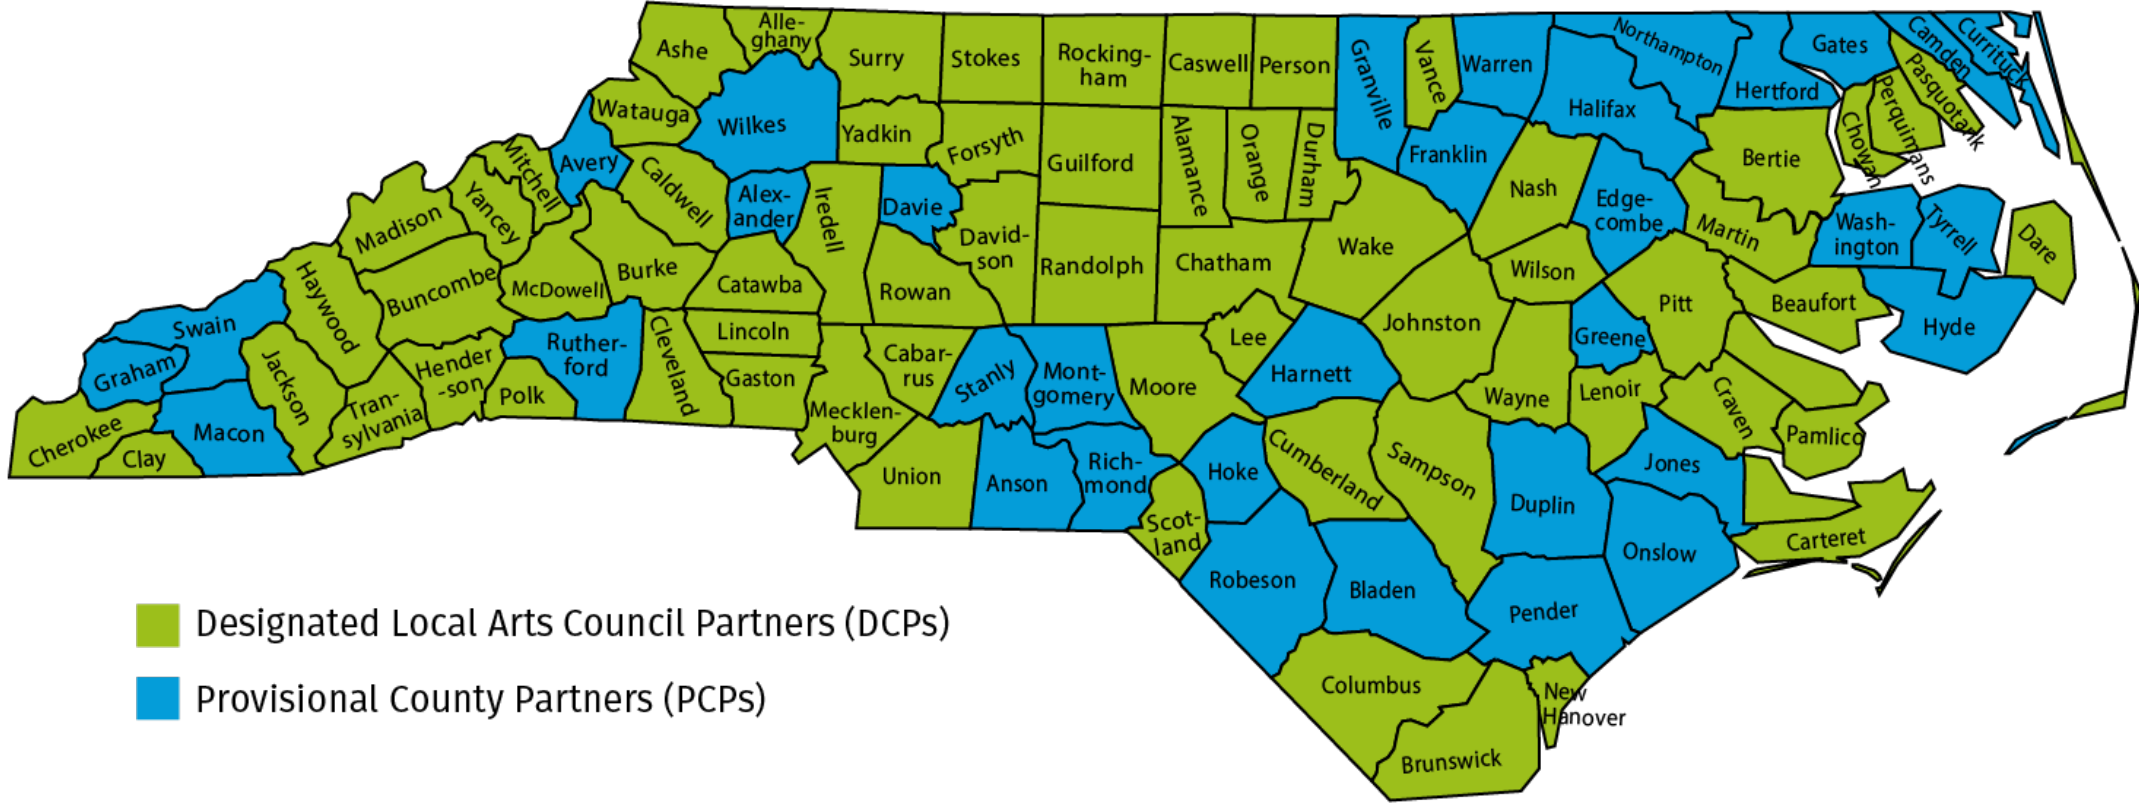 Ashe
Alle-
ghany
Surry
Stokes
Rocking-
ham
Caswell
Person
Granville
Vance
Warren
Northampton
Halifax
Hertford
Gates
Camden
Currituck
Pasquotank
Perquimans
Chowan
Watauga
Wilkes
Yadkin
Forsyth
Guilford
Alamance
Orange
Durham
Franklin
Nash
Edge-
combe
Bertie
Martin
Wash-
ington
Tyrrell
Dare
Mitchell
Avery
Caldwell
Alex-
ander
Iredell
Davie
David-
son
Randolph
Chatham
Wake
Wilson
Pitt
Beaufort
Hyde
Madison
Yancey
McDowell
Burke
Catawba
Rowan
Johnston
Greene
Haywood
Buncombe
Lincoln
Lee
Harnett
Wayne
Lenoir
Craven
Pamlico
Swain
Graham
Jackson
Hender
-son
Polk
Ruther-
ford
Cleveland
Gaston
Cabar-
rus
Stanly
Mont-
gomery
Moore
Cherokee
Clay
Macon
Tran-
sylvania
Mecklen-
burg
Union
Anson
Rich-
mond
Scot-
land
Hoke
Cumberland
Sampson
Duplin
Jones
Onslow
Carteret
Robeson
Bladen
Pender
Columbus
Brunswick
New
Hanover
Designated Local Arts Council Partners (DCPs)
Provisional County Partners (PCPs)